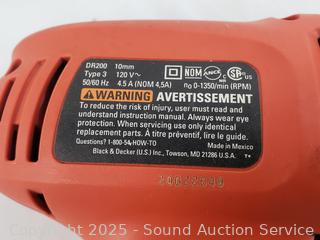 DR200 10mm
Type 3 120 V~
50/60 Hz 4.5 A (NOM 4,5A)
NOM ANCE SA
n₀ 0-1350/min (RPM)
WARNING AVERTISSEMENT
To reduce the risk of injury, user must read and
understand instruction manual. Always wear eye
protection. When servicing use only identical
replacement parts. À titre préventif, lire le guide.
Questions? 1-800-54-HOW-TO
Made in Mexico
Black & Decker (U.S.) Inc., Towson, MD 21286 U.S.A.
Copyright © 2025 - Sound Auction Service